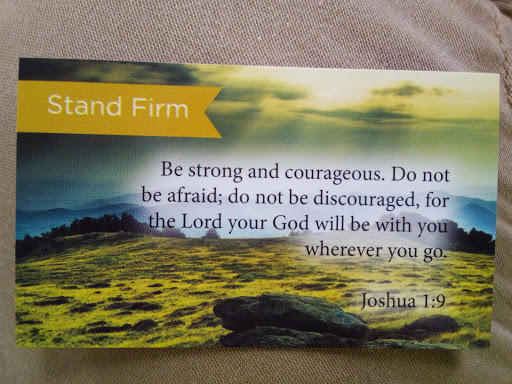 Stand Firm
Be strong and courageous. Do not
be afraid; do not be discouraged, for
the Lord your God will be with you
wherever you go.
Joshua 1:9